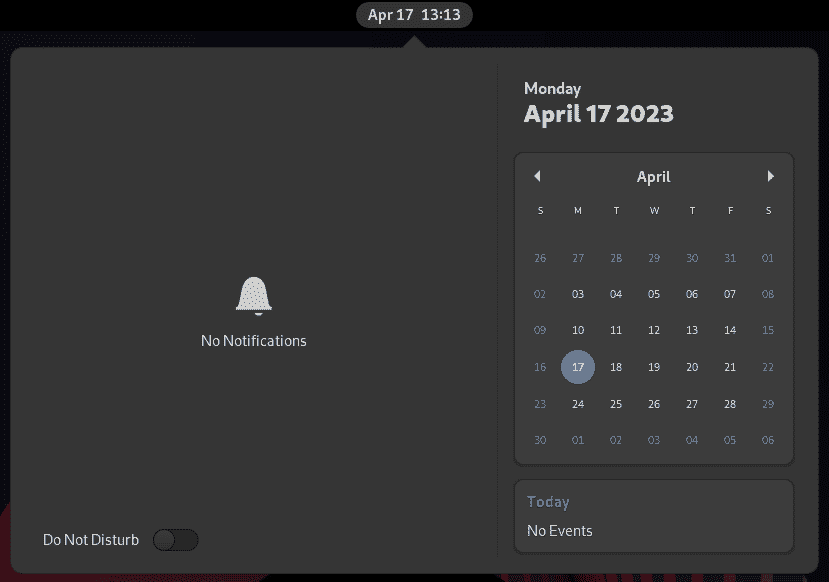 Apr 17 13:13
No Notifications
Do Not Disturb
Monday
April 17 2023
April
S M T W T F S
26 27 28 29 30 31 01
02 03 04 05 06 07 08
09 10 11 12 13 14 15
16 17 18 19 20 21 22
23 24 25 26 27 28 29
30 01 02 03 04 05 06
Today
No Events